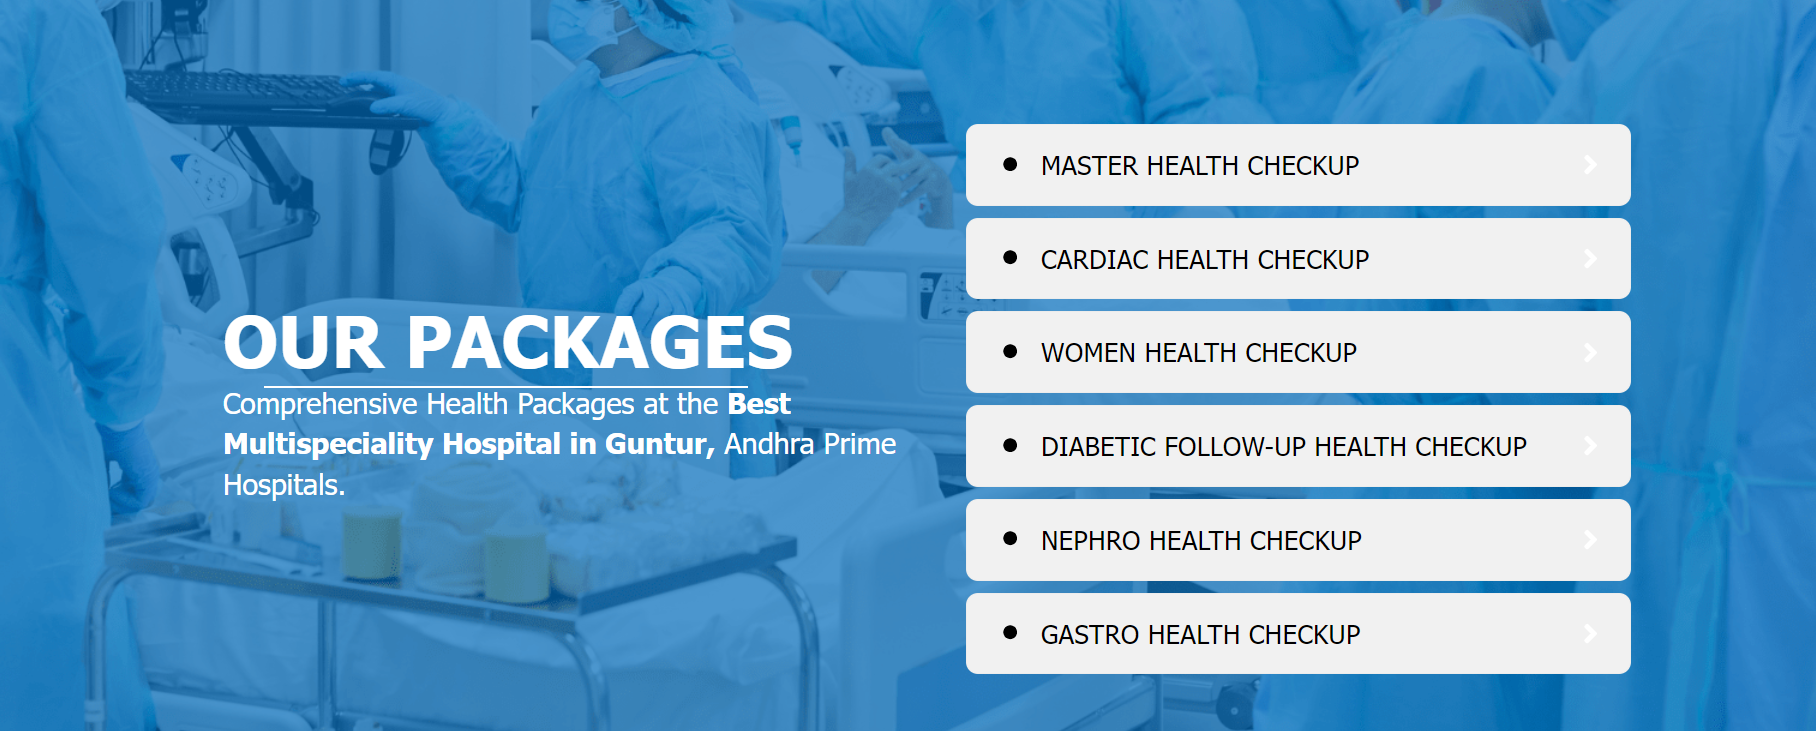 OUR PACKAGES
Comprehensive Health Packages at the Best
Multispeciality Hospital in Guntur, Andhra Prime
Hospitals.
MASTER HEALTH CHECKUP
CARDIAC HEALTH CHECKUP
WOMEN HEALTH CHECKUP
DIABETIC FOLLOW-UP HEALTH CHECKUP
NEPHRO HEALTH CHECKUP
GASTRO HEALTH CHECKUP